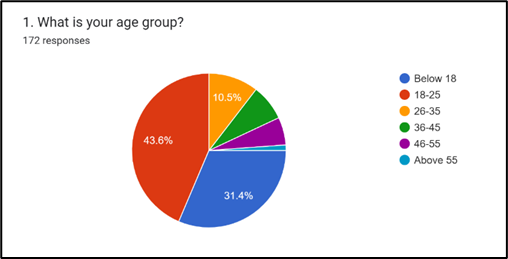 1. What is your age group?
172 responses
10.5%
43.6%
31.4%
Below 18
18-25
26-35
36-45
46-55
Above 55